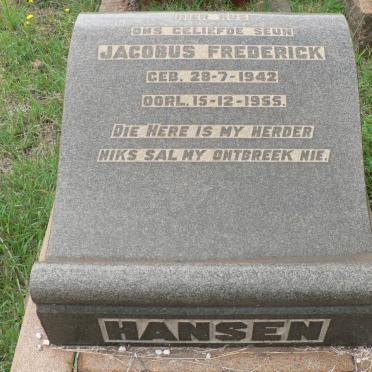 HIER RUS
ONS GELIEFDE SEUN
JACOBUS FREDERICK
GEB. 28-7-1942
OORL. 15-12-1955.
DIE HERE IS MY HERDER
NIKS SAL MY ONTBREEK NIE.
HANSEN